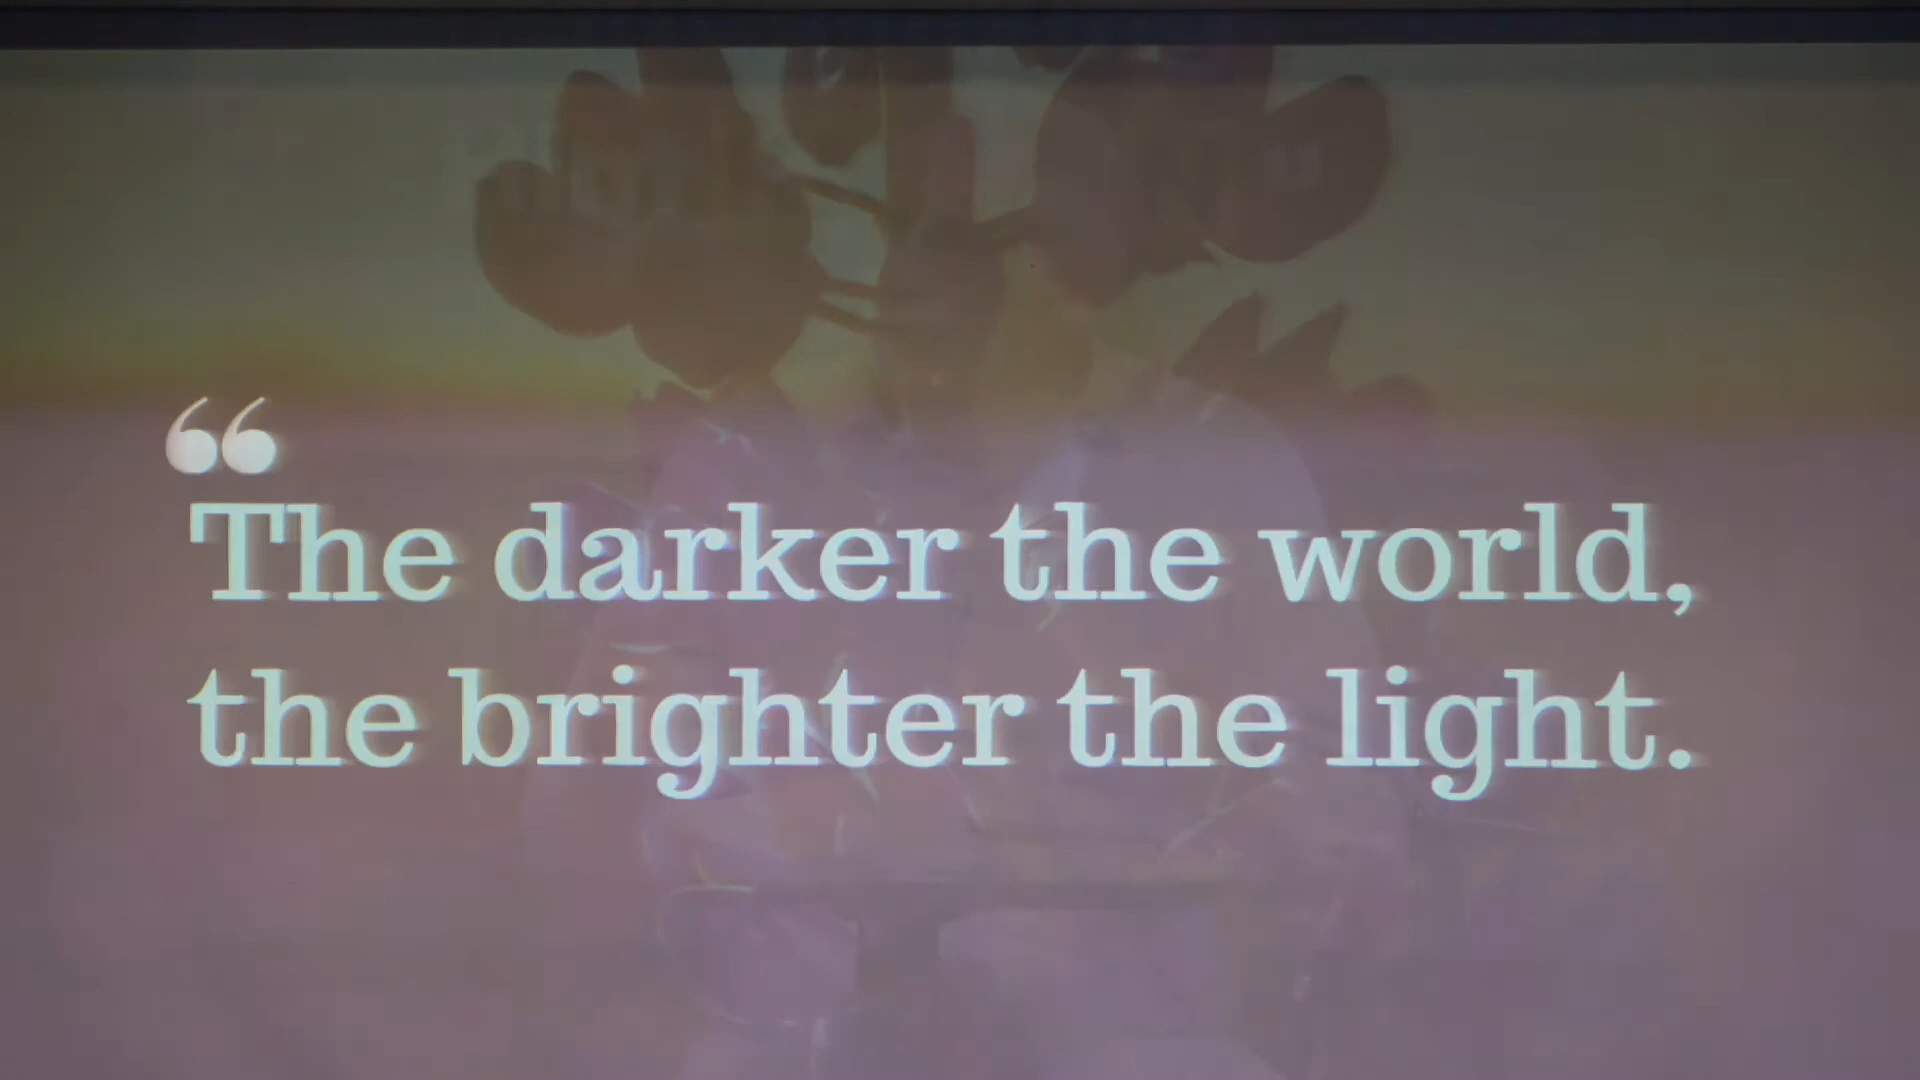 “
The darker the world,
the brighter the light.